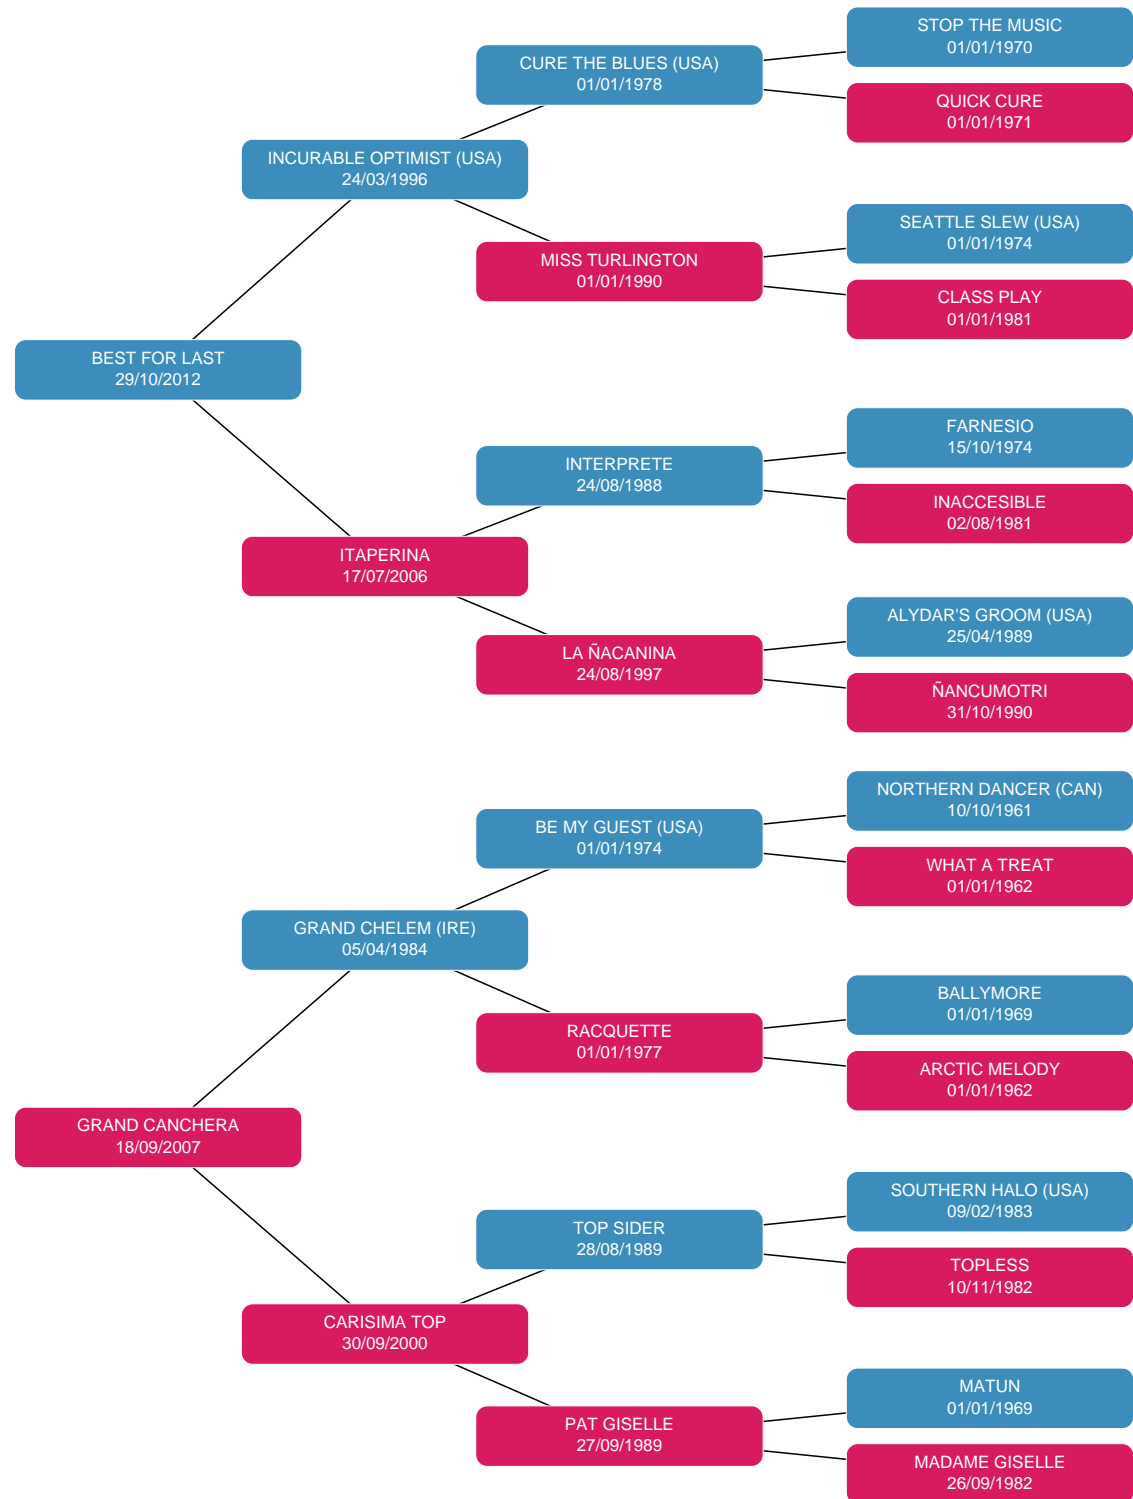 STOP THE MUSIC
01/01/1970
CURE THE BLUES (USA)
01/01/1978
QUICK CURE
01/01/1971
INCURABLE OPTIMIST (USA)
24/03/1996
SEATTLE SLEW (USA)
01/01/1974
MISS TURLINGTON
01/01/1990
CLASS PLAY
01/01/1981
BEST FOR LAST
29/10/2012
FARNESIO
15/10/1974
INTERPRETE
24/08/1988
INACCESIBLE
02/08/1981
ITAPERINA
17/07/2006
ALYDAR'S GROOM (USA)
25/04/1989
LA ÑACANINA
24/08/1997
ÑANCUMOTRI
31/10/1990
NORTHERN DANCER (CAN)
10/10/1961
BE MY GUEST (USA)
01/01/1974
WHAT A TREAT
01/01/1962
GRAND CHELEM (IRE)
05/04/1984
BALLYMORE
01/01/1969
RACQUETTE
01/01/1977
ARCTIC MELODY
01/01/1962
GRAND CANCHERA
18/09/2007
SOUTHERN HALO (USA)
09/02/1983
TOP SIDER
28/08/1989
TOPLESS
10/11/1982
CARISIMA TOP
30/09/2000
MATUN
01/01/1969
PAT GISELLE
27/09/1989
MADAME GISELLE
26/09/1982